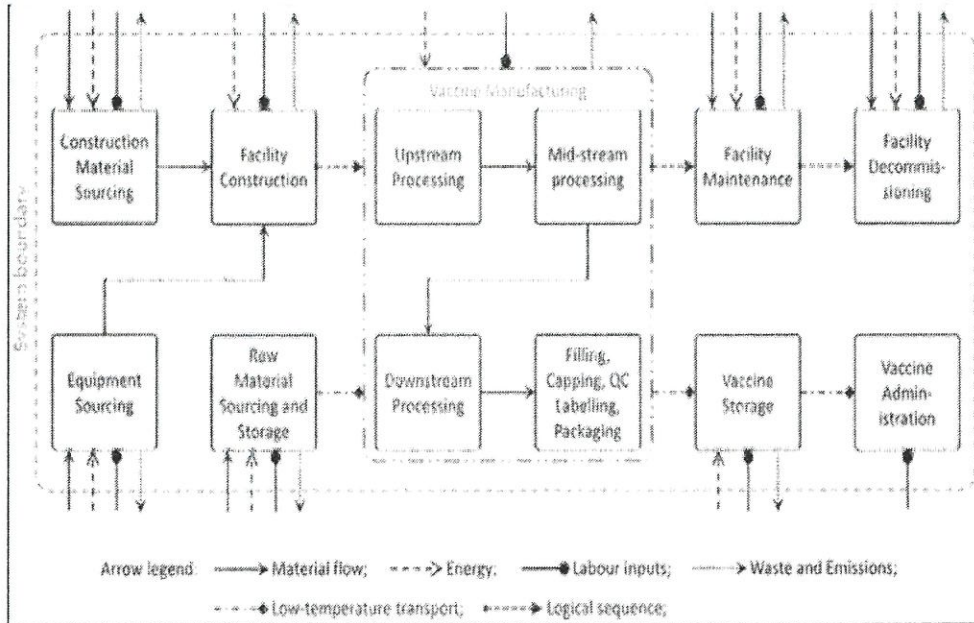 System boundary
Vaccine Manufacturing
Construction
Material
Sourcing
Facility
Construction
Upstream
Processing
Mid-stream
processing
Facility
Maintenance
Facility
Decommis-
sioning
Equipment
Sourcing
Raw
Material
Sourcing and
Storage
Downstream
Processing
Filling,
Capping, QC
Labelling,
Packaging
Vaccine
Storage
Vaccine
Admin-
istration
Arrow legend: Material flow; Energy; Labour inputs; Waste and Emissions;
Low-temperature transport; Logical sequence;